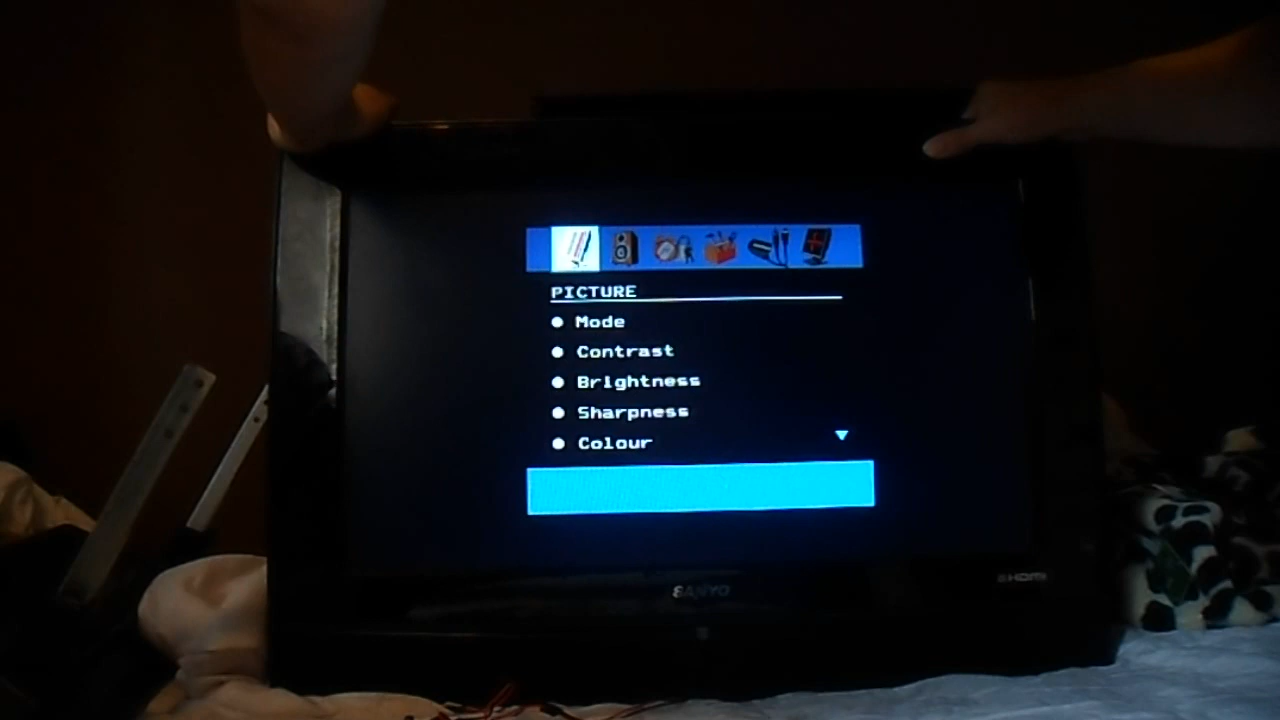 PICTURE
Mode
Contrast
Brightness
Sharpness
Colour
SANYO
HDMI